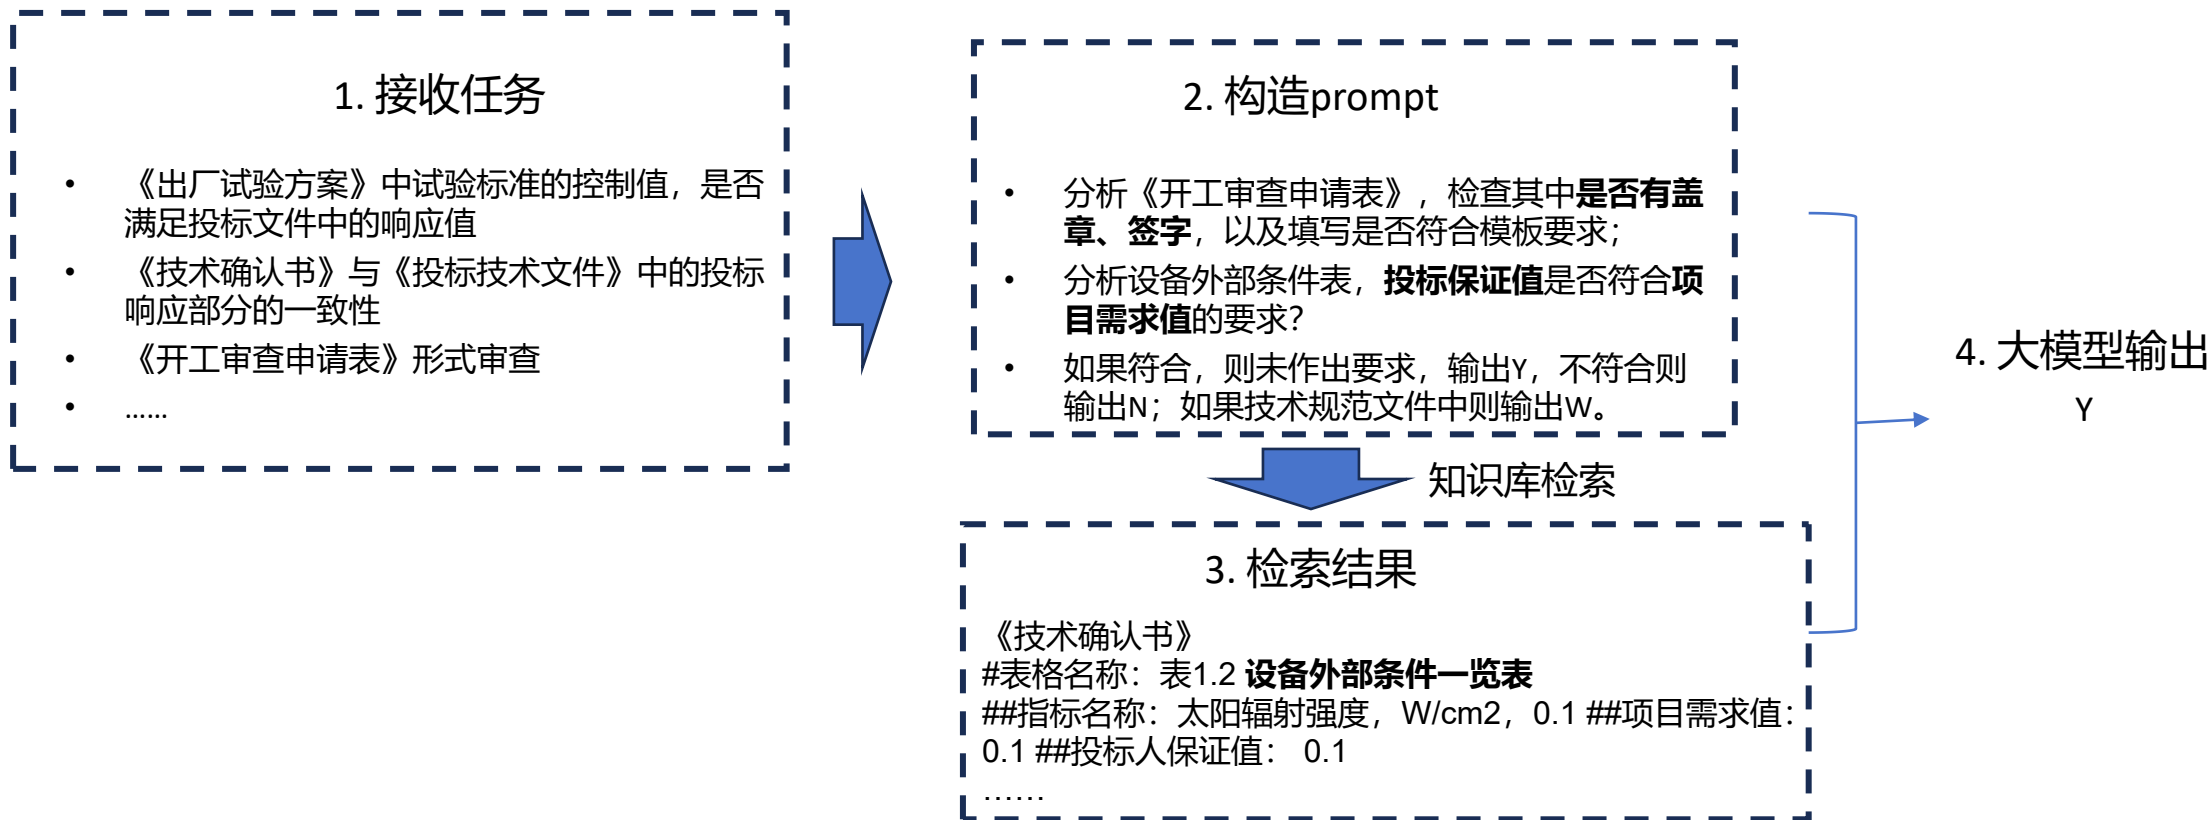 1. 接收任务
• 《出厂试验方案》中试验标准的控制值，是否
满足投标文件中的响应值
• 《技术确认书》与《投标技术文件》中的投标
响应部分的一致性
• 《开工审查申请表》形式审查
• ……
2. 构造prompt
• 分析《开工审查申请表》，检查其中是否有盖
章、签字，以及填写是否符合模板要求；
• 分析设备外部条件表，投标保证值是否符合项
目需求值的要求？
• 如果符合，则未作出要求，输出Y，不符合则
输出N；如果技术规范文件中则输出W。
知识库检索
3. 检索结果
《技术确认书》
#表格名称：表1.2 设备外部条件一览表
##指标名称：太阳辐射强度，W/cm2，0.1 ##项目需求值：
0.1 ##投标人保证值： 0.1
……
4. 大模型输出
Y